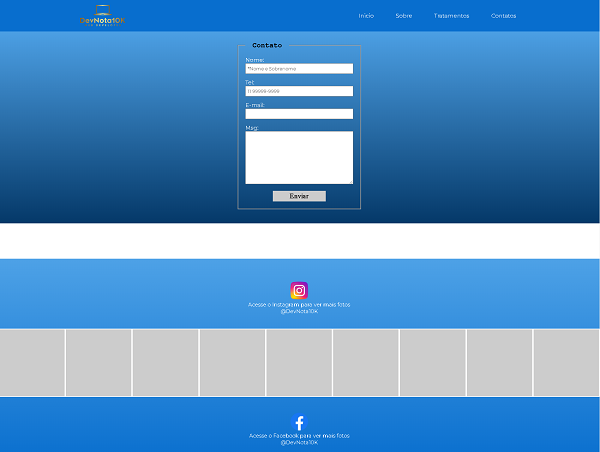 DevNota10K
Início
Sobre
Tratamentos
Contatos
Contato
Nome:
*Nome e Sobrenome
Tel:
11 99999-9999
E-mail:
Msg:
Enviar
Acesse o Instagram para ver mais fotos
@DevNota10K
Acesse o Facebook para ver mais fotos
@DevNota10K